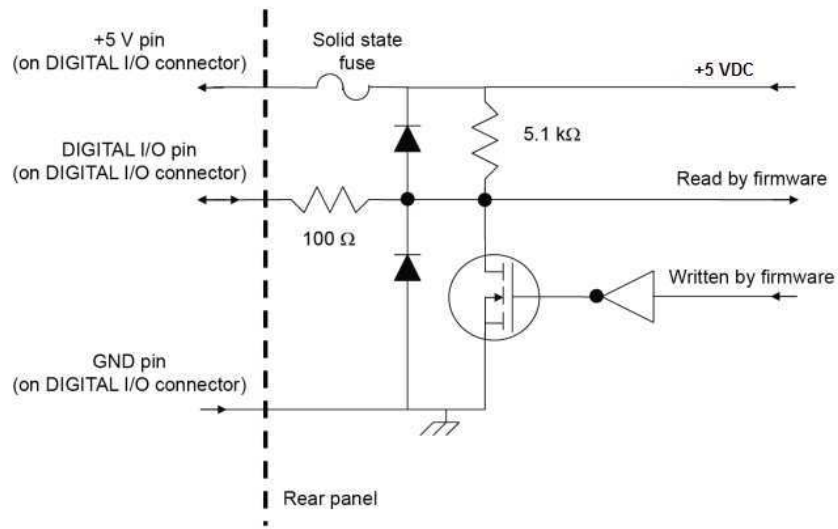 +5 V pin
(on DIGITAL I/O connector)
Solid state
fuse
+5 VDC
5.1 kΩ
DIGITAL I/O pin
(on DIGITAL I/O connector)
Read by firmware
100 Ω
Written by firmware
GND pin
(on DIGITAL I/O connector)
Rear panel